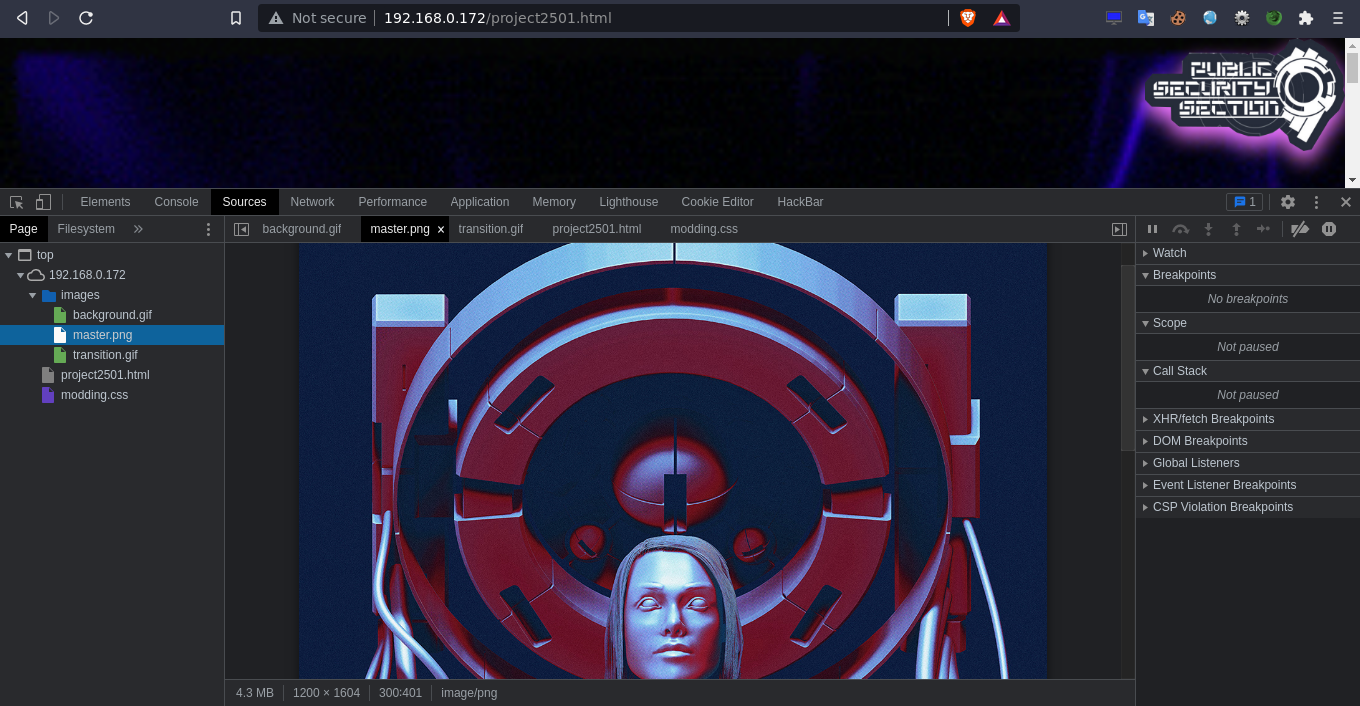 Not secure 192.168.0.172/project2501.html
PUBLIC
SECURITY
SECTION
9
Elements Console Sources Network Performance Application Memory Lighthouse Cookie Editor HackBar 1
Page Filesystem » background.gif master.png × transition.gif project2501.html modding.css
top
192.168.0.172
images
background.gif
master.png
transition.gif
project2501.html
modding.css
Watch
Breakpoints
No breakpoints
Scope
Not paused
Call Stack
Not paused
XHR/fetch Breakpoints
DOM Breakpoints
Global Listeners
Event Listener Breakpoints
CSP Violation Breakpoints
4.3 MB 1200 × 1604 300:401 image/png